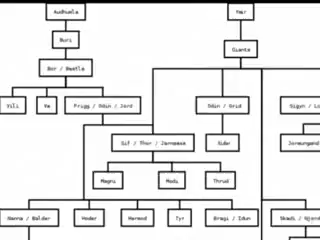 Audhumla
Ymir
Buri
Giants
Bor / Bestla
Vili
Ve
Frigg / Odin / Jord
Odin / Grid
Sigyn / Lo
Sif / Thor / Jarnsaxa
Vidar
Jormungand
Magni
Modi
Thrud
Nanna / Balder
Hoder
Hermod
Tyr
Bragi / Idun
Skadi / Njord